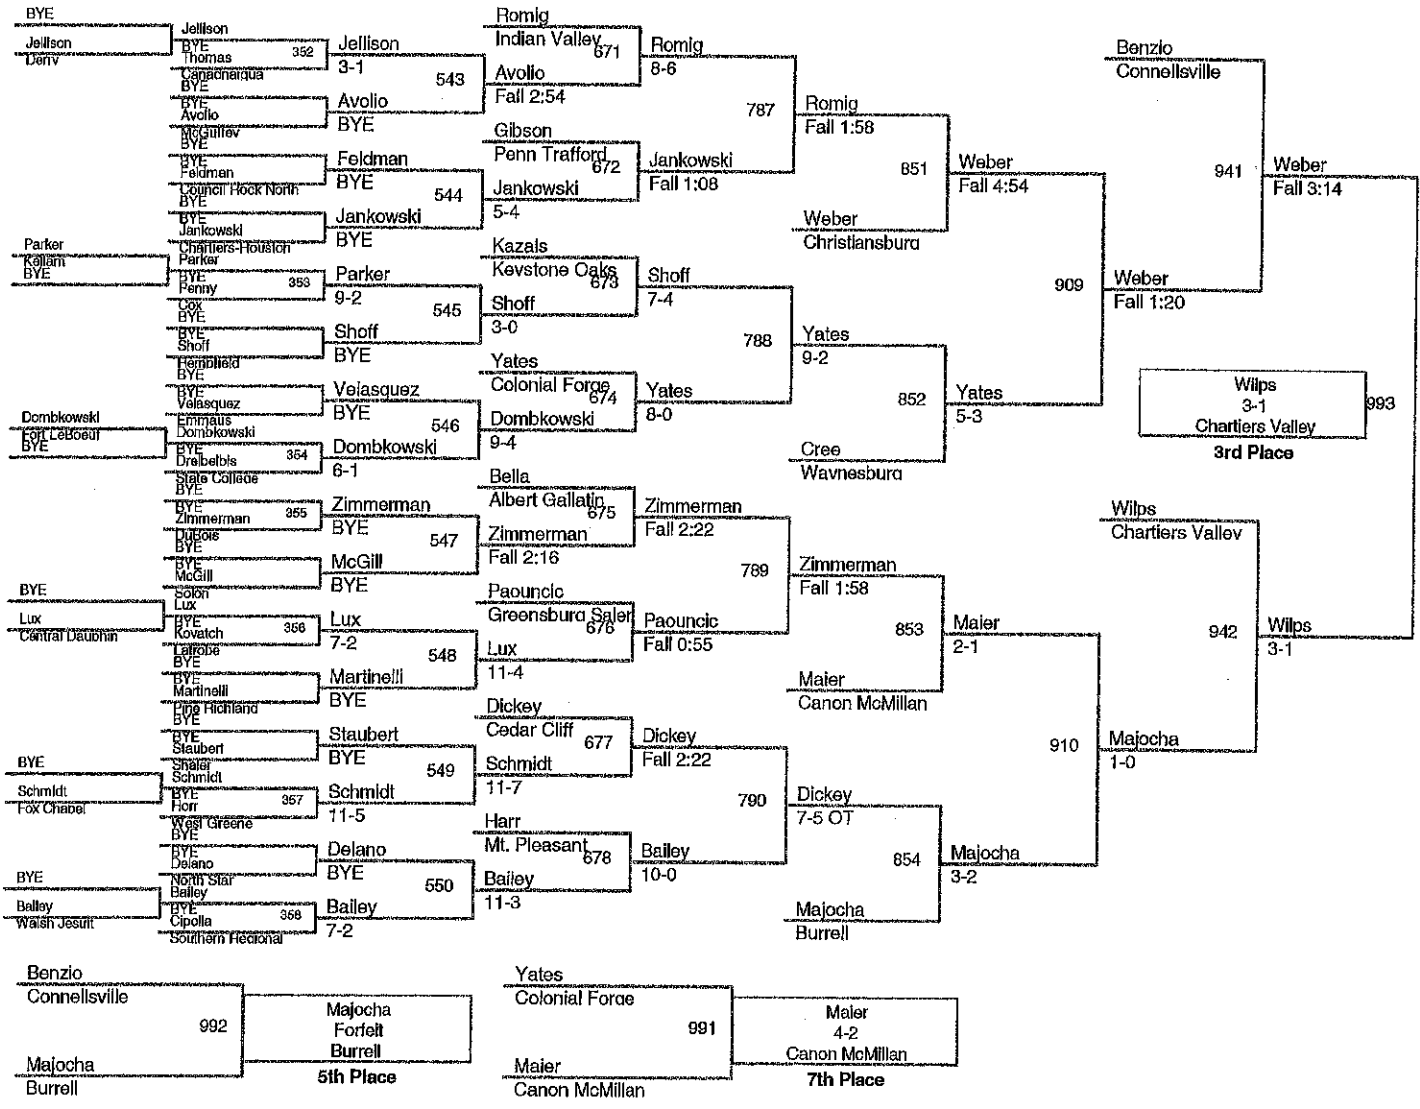 BYE
Jellison
Derry
Jellison
BYE
Thomas
352
Canadnaigua
BYE
BYE
Avolio
McGuffey
BYE
BYE
Feldman
Council Rock North
BYE
BYE
Jankowski
Chartiers-Houston
Parker
Kellam
BYE
Parker
BYE
Penny
353
Cox
BYE
BYE
Shoff
Hempfield
BYE
BYE
Velasquez
Emmaus
Dombkowski
Fort LeBoeuf
BYE
Dombkowski
BYE
Dreibelbis
354
State College
BYE
BYE
Zimmerman
355
DuBois
BYE
BYE
McGill
Solon
BYE
Lux
Central Dauphin
Lux
BYE
Kovatch
356
Latrobe
BYE
BYE
Martinelli
Pine Richland
BYE
BYE
Staubert
Shaler
BYE
Schmidt
Fox Chapel
Schmidt
BYE
Horr
357
West Greene
BYE
BYE
Delano
North Star
BYE
Bailey
Walsh Jesuit
Bailey
BYE
Cipolla
358
Southern Regional
Jellison
3-1
543
Avolio
BYE
Feldman
BYE
544
Jankowski
BYE
Parker
9-2
545
Shoff
BYE
Velasquez
BYE
546
Dombkowski
6-1
Zimmerman
BYE
547
McGill
BYE
Lux
7-2
548
Martinelli
BYE
Staubert
BYE
549
Schmidt
11-5
Delano
BYE
550
Bailey
7-2
Romig
Indian Valley
671
Avolio
Fall 2:54
Gibson
Penn Trafford
672
Jankowski
5-4
Kazals
Keystone Oaks
673
Shoff
3-0
Yates
Colonial Forge
674
Dombkowski
9-4
Bella
Albert Gallatin
675
Zimmerman
Fall 2:16
Paouncic
Greensburg Saler
676
Lux
11-4
Dickey
Cedar Cliff
677
Schmidt
11-7
Harr
Mt. Pleasant
678
Bailey
11-3
Romig
8-6
787
Jankowski
Fall 1:08
Shoff
7-4
788
Yates
8-0
Zimmerman
Fall 2:22
789
Paouncic
Fall 0:55
Dickey
Fall 2:22
790
Bailey
10-0
Romig
Fall 1:58
851
Weber
Christiansburg
Yates
9-2
852
Cree
Waynesburg
Zimmerman
Fall 1:58
853
Maier
Canon McMillan
Dickey
7-5 OT
854
Majocha
Burrell
Weber
Fall 4:54
909
Yates
5-3
Maier
2-1
910
Majocha
3-2
Benzio
Connellsville
941
Weber
Fall 1:20
Wilps
Chartiers Valley
942
Majocha
1-0
Weber
Fall 3:14
Wilps
3-1
Wilps
3-1
Chartiers Valley
993
3rd Place
Benzio
Connellsville
992
Majocha
Burrell
Majocha
Forfeit
Burrell
5th Place
Yates
Colonial Forge
991
Maier
Canon McMillan
Maier
4-2
Canon McMillan
7th Place